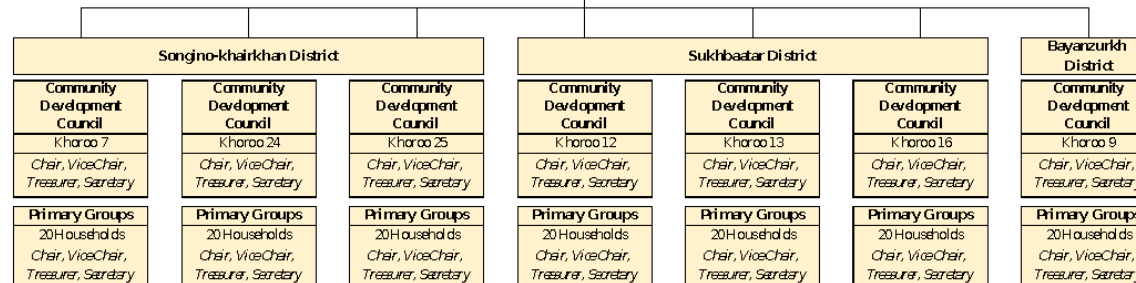 Songino-khairkhan District
Sukhbaatar District
Bayanzurkh
District
Community
Development
Council
Khoroo 7
Chair, ViceChair,
Treasurer, Secretary
Community
Development
Council
Khoroo 24
Chair, ViceChair,
Treasurer, Secretary
Community
Development
Council
Khoroo 25
Chair, ViceChair,
Treasurer, Secretary
Community
Development
Council
Khoroo 12
Chair, ViceChair,
Treasurer, Secretary
Community
Development
Council
Khoroo 13
Chair, ViceChair,
Treasurer, Secretary
Community
Development
Council
Khoroo 16
Chair, ViceChair,
Treasurer, Secretary
Community
Development
Council
Khoroo 9
Chair, ViceChair,
Treasurer, Secretary
Primary Groups
20 Households
Chair, ViceChair,
Treasurer, Secretary
Primary Groups
20 Households
Chair, ViceChair,
Treasurer, Secretary
Primary Groups
20 Households
Chair, ViceChair,
Treasurer, Secretary
Primary Groups
20 Households
Chair, ViceChair,
Treasurer, Secretary
Primary Groups
20 Households
Chair, ViceChair,
Treasurer, Secretary
Primary Groups
20 Households
Chair, ViceChair,
Treasurer, Secretary
Primary Groups
20 Households
Chair, ViceChair,
Treasurer, Secretary